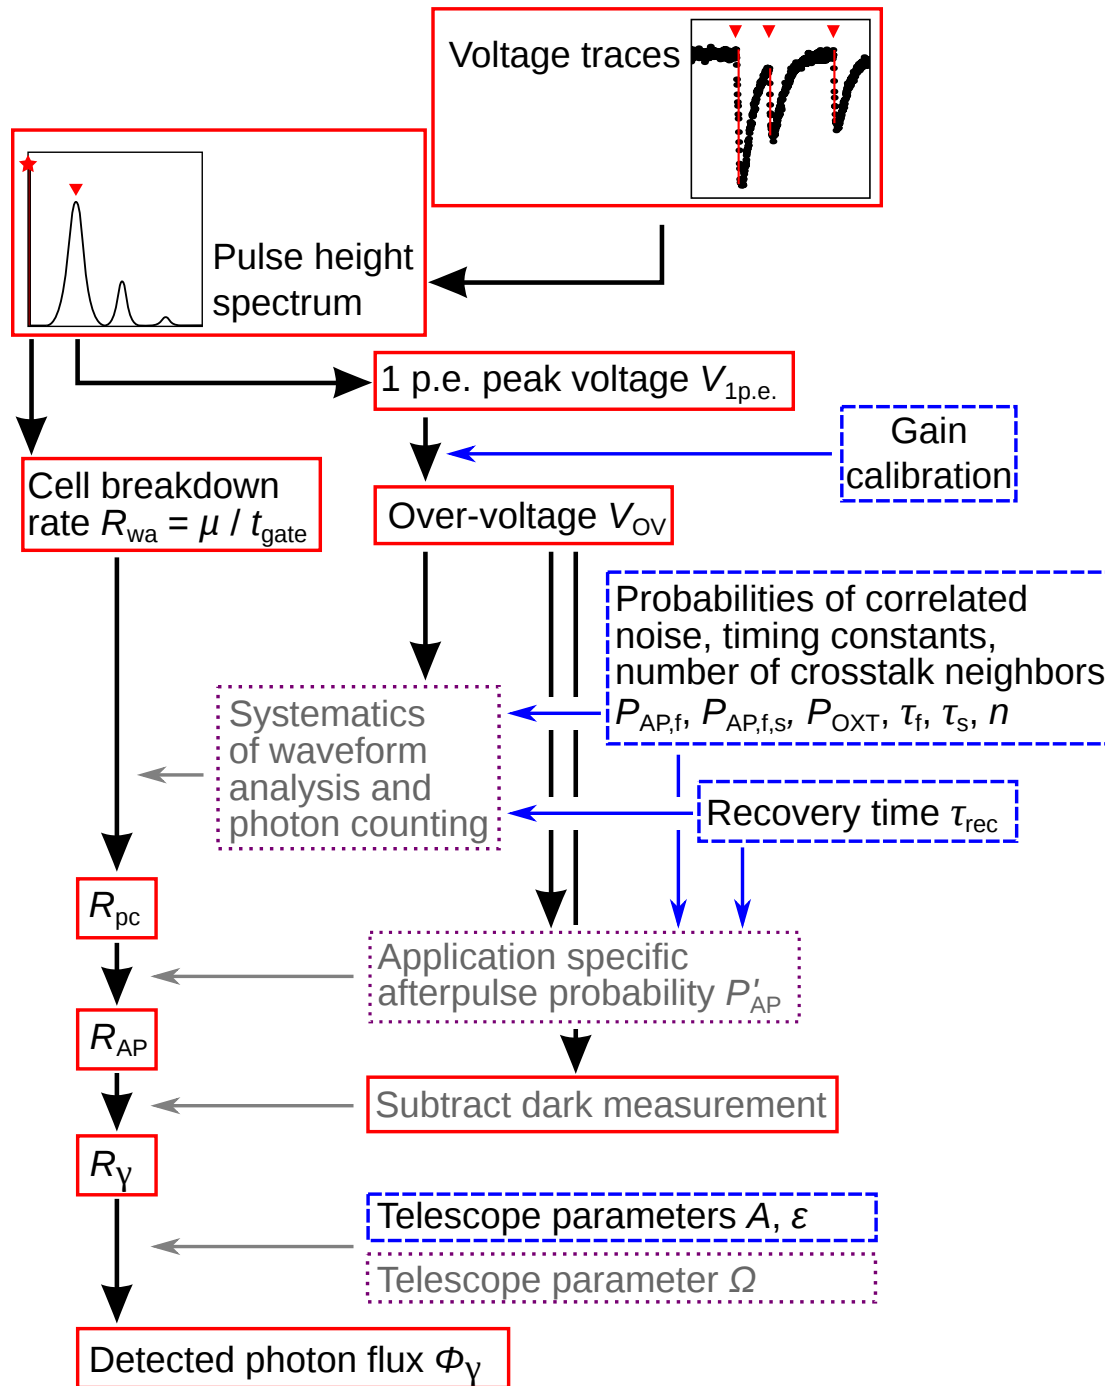 Voltage traces
Pulse height
spectrum
1 p.e. peak voltage V1p.e.
Gain
calibration
Cell breakdown
rate Rwa = μ / tgate
Over-voltage VOV
Probabilities of correlated
noise, timing constants,
number of crosstalk neighbors
PAP,f, PAP,f,s, POXT, τf, τs, n
Systematics
of waveform
analysis and
photon counting
Recovery time τrec
Rpc
Application specific
afterpulse probability P'AP
RAP
Subtract dark measurement
Rγ
Telescope parameters A, ε
Telescope parameter Ω
Detected photon flux Φγ